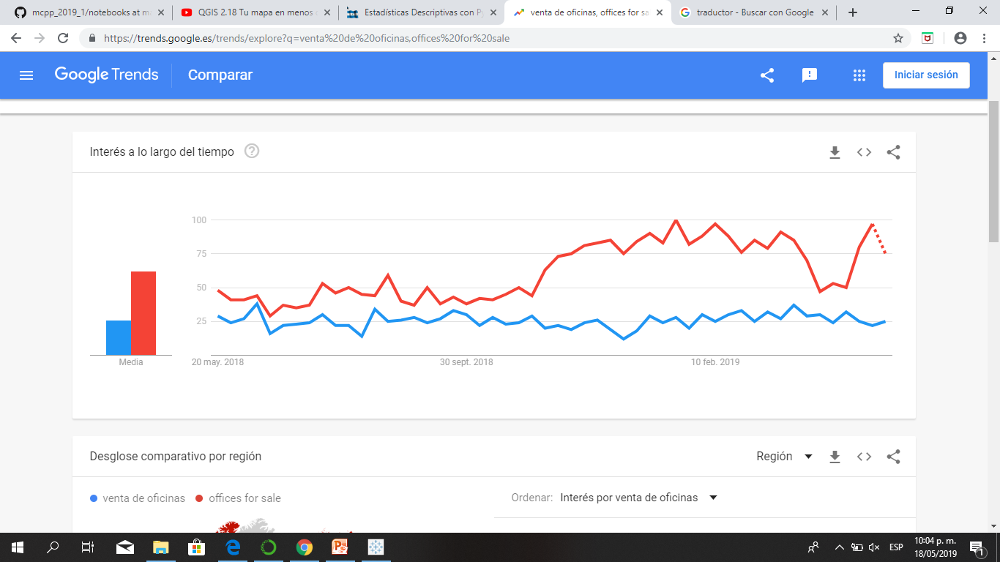 mcpp_2019_1/notebooks at ma
QGIS 2.18 Tu mapa en menos d
Estadísticas Descriptivas con Py
venta de oficinas, offices for sa
traductor - Buscar con Google
https://trends.google.es/trends/explore?q=venta%20de%20oficinas,offices%20for%20sale
Google Trends
Comparar
Iniciar sesión
Interés a lo largo del tiempo
100
75
50
25
Media
20 may. 2018
30 sept. 2018
10 feb. 2019
Desglose comparativo por región
Región
venta de oficinas
offices for sale
Ordenar: Interés por venta de oficinas
ESP
10:04 p. m.
18/05/2019
1